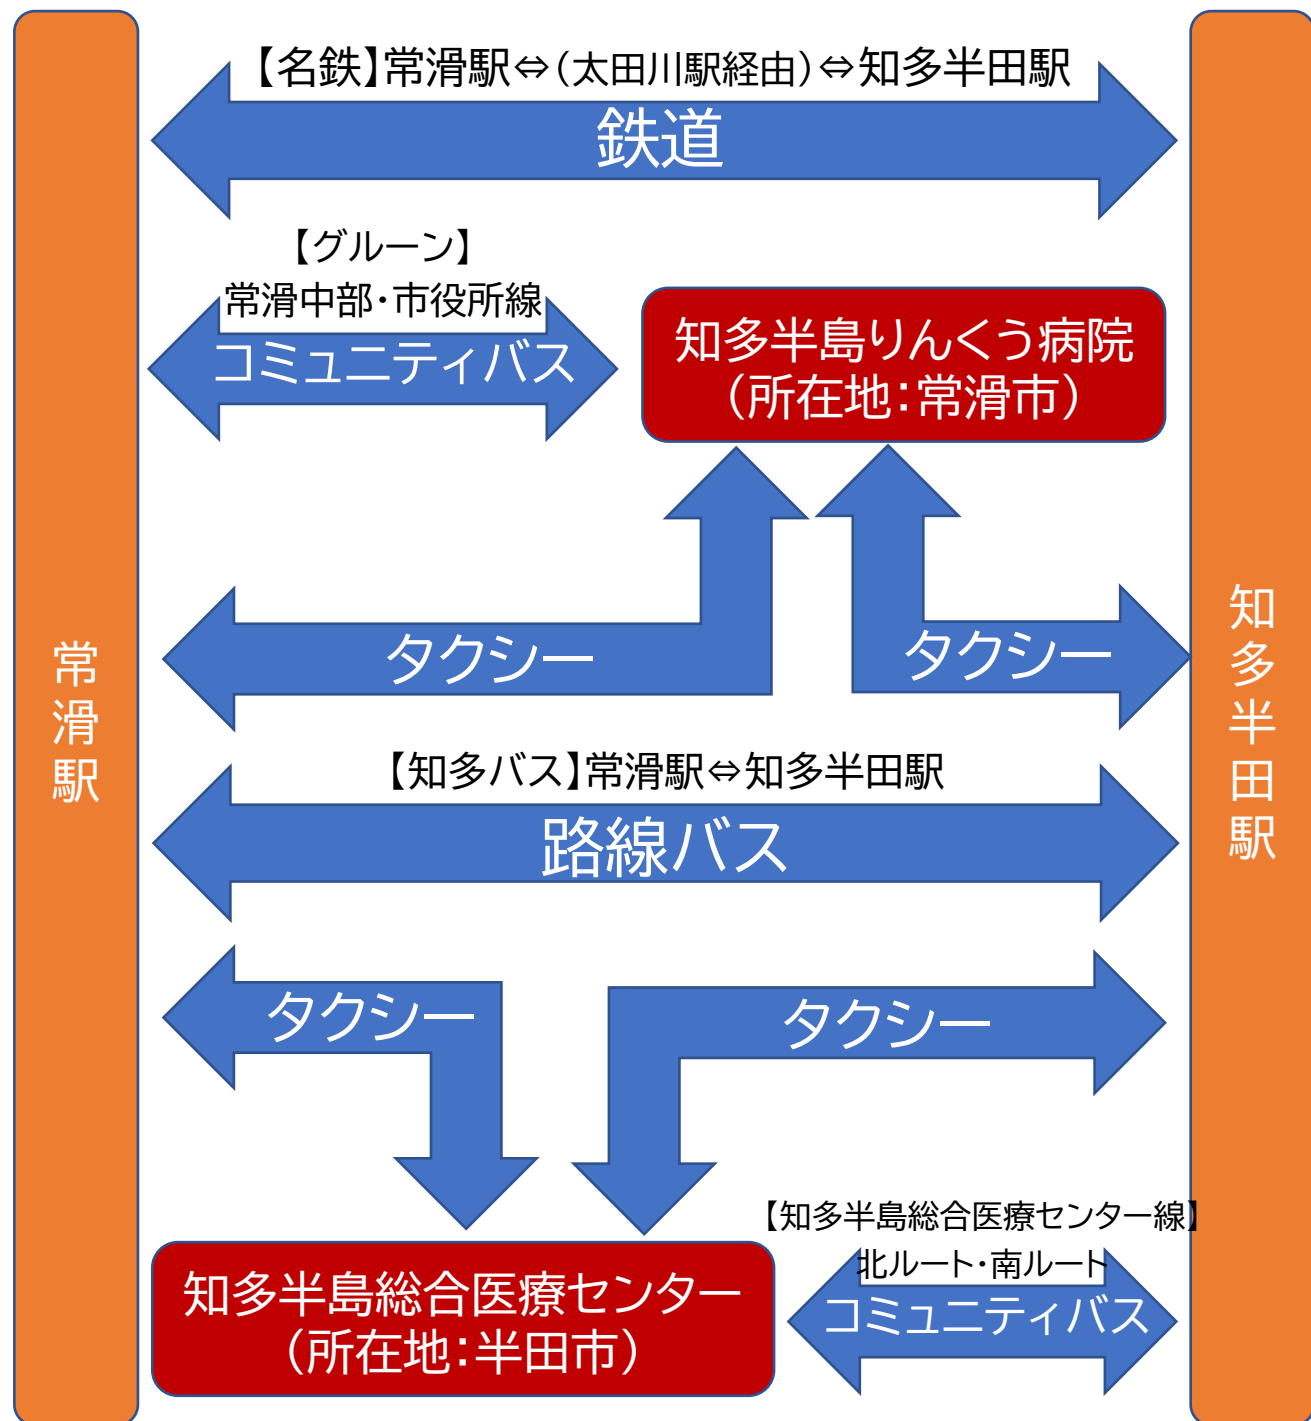 【名鉄】常滑駅⇔(太田川駅経由)⇔知多半田駅
鉄道
【グルーン】
常滑中部・市役所線
コミュニティバス
知多半島りんくう病院
(所在地:常滑市)
タクシー
タクシー
常滑駅
知多半田駅
【知多バス】常滑駅⇔知多半田駅
路線バス
タクシー
タクシー
【知多半島総合医療センター線】
北ルート・南ルート
コミュニティバス
知多半島総合医療センター
(所在地:半田市)